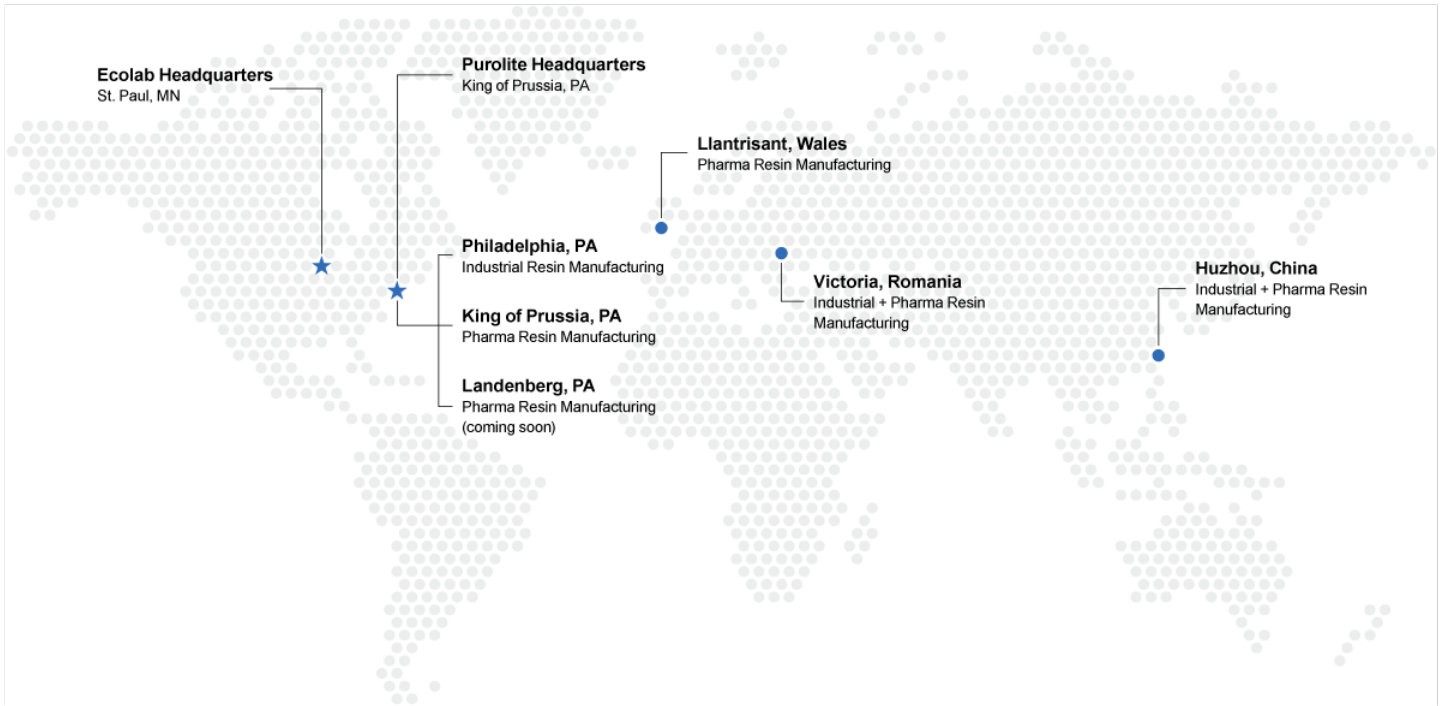 Ecolab Headquarters
St. Paul, MN
Purolite Headquarters
King of Prussia, PA
Llantrisant, Wales
Pharma Resin Manufacturing
Philadelphia, PA
Industrial Resin Manufacturing
King of Prussia, PA
Pharma Resin Manufacturing
Landenberg, PA
Pharma Resin Manufacturing
(coming soon)
Victoria, Romania
Industrial + Pharma Resin
Manufacturing
Huzhou, China
Industrial + Pharma Resin
Manufacturing